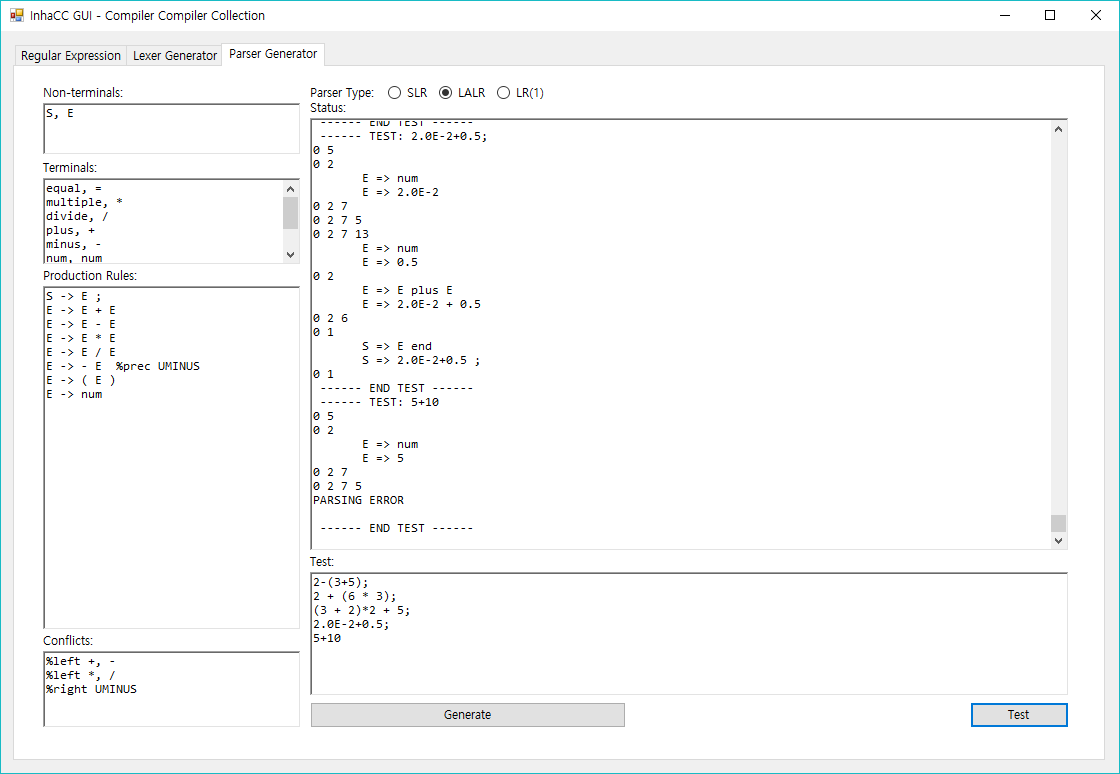 InhaCC GUI - Compiler Compiler Collection
Regular Expression
Lexer Generator
Parser Generator
Non-terminals:
S, E
Terminals:
equal, =
multiple, *
divide, /
plus, +
minus, -
num, num
Production Rules:
S -> E ;
E -> E + E
E -> E - E
E -> E * E
E -> E / E
E -> - E  %prec UMINUS
E -> ( E )
E -> num
Conflicts:
%left +, -
%left *, /
%right UMINUS
Parser Type: SLR LALR LR(1)
Status:
------ END TEST ------
------ TEST: 2.0E-2+0.5;
0 5
0 2
E => num
E => 2.0E-2
0 2 7
0 2 7 5
0 2 7 13
E => num
E => 0.5
0 2
E => E plus E
E => 2.0E-2 + 0.5
0 2 6
0 1
S => E end
S => 2.0E-2+0.5 ;
0 1
------ END TEST ------
------ TEST: 5+10
0 5
0 2
E => num
E => 5
0 2 7
0 2 7 5
PARSING ERROR
------ END TEST ------
Test:
2-(3+5);
2 + (6 * 3);
(3 + 2)*2 + 5;
2.0E-2+0.5;
5+10
Generate
Test